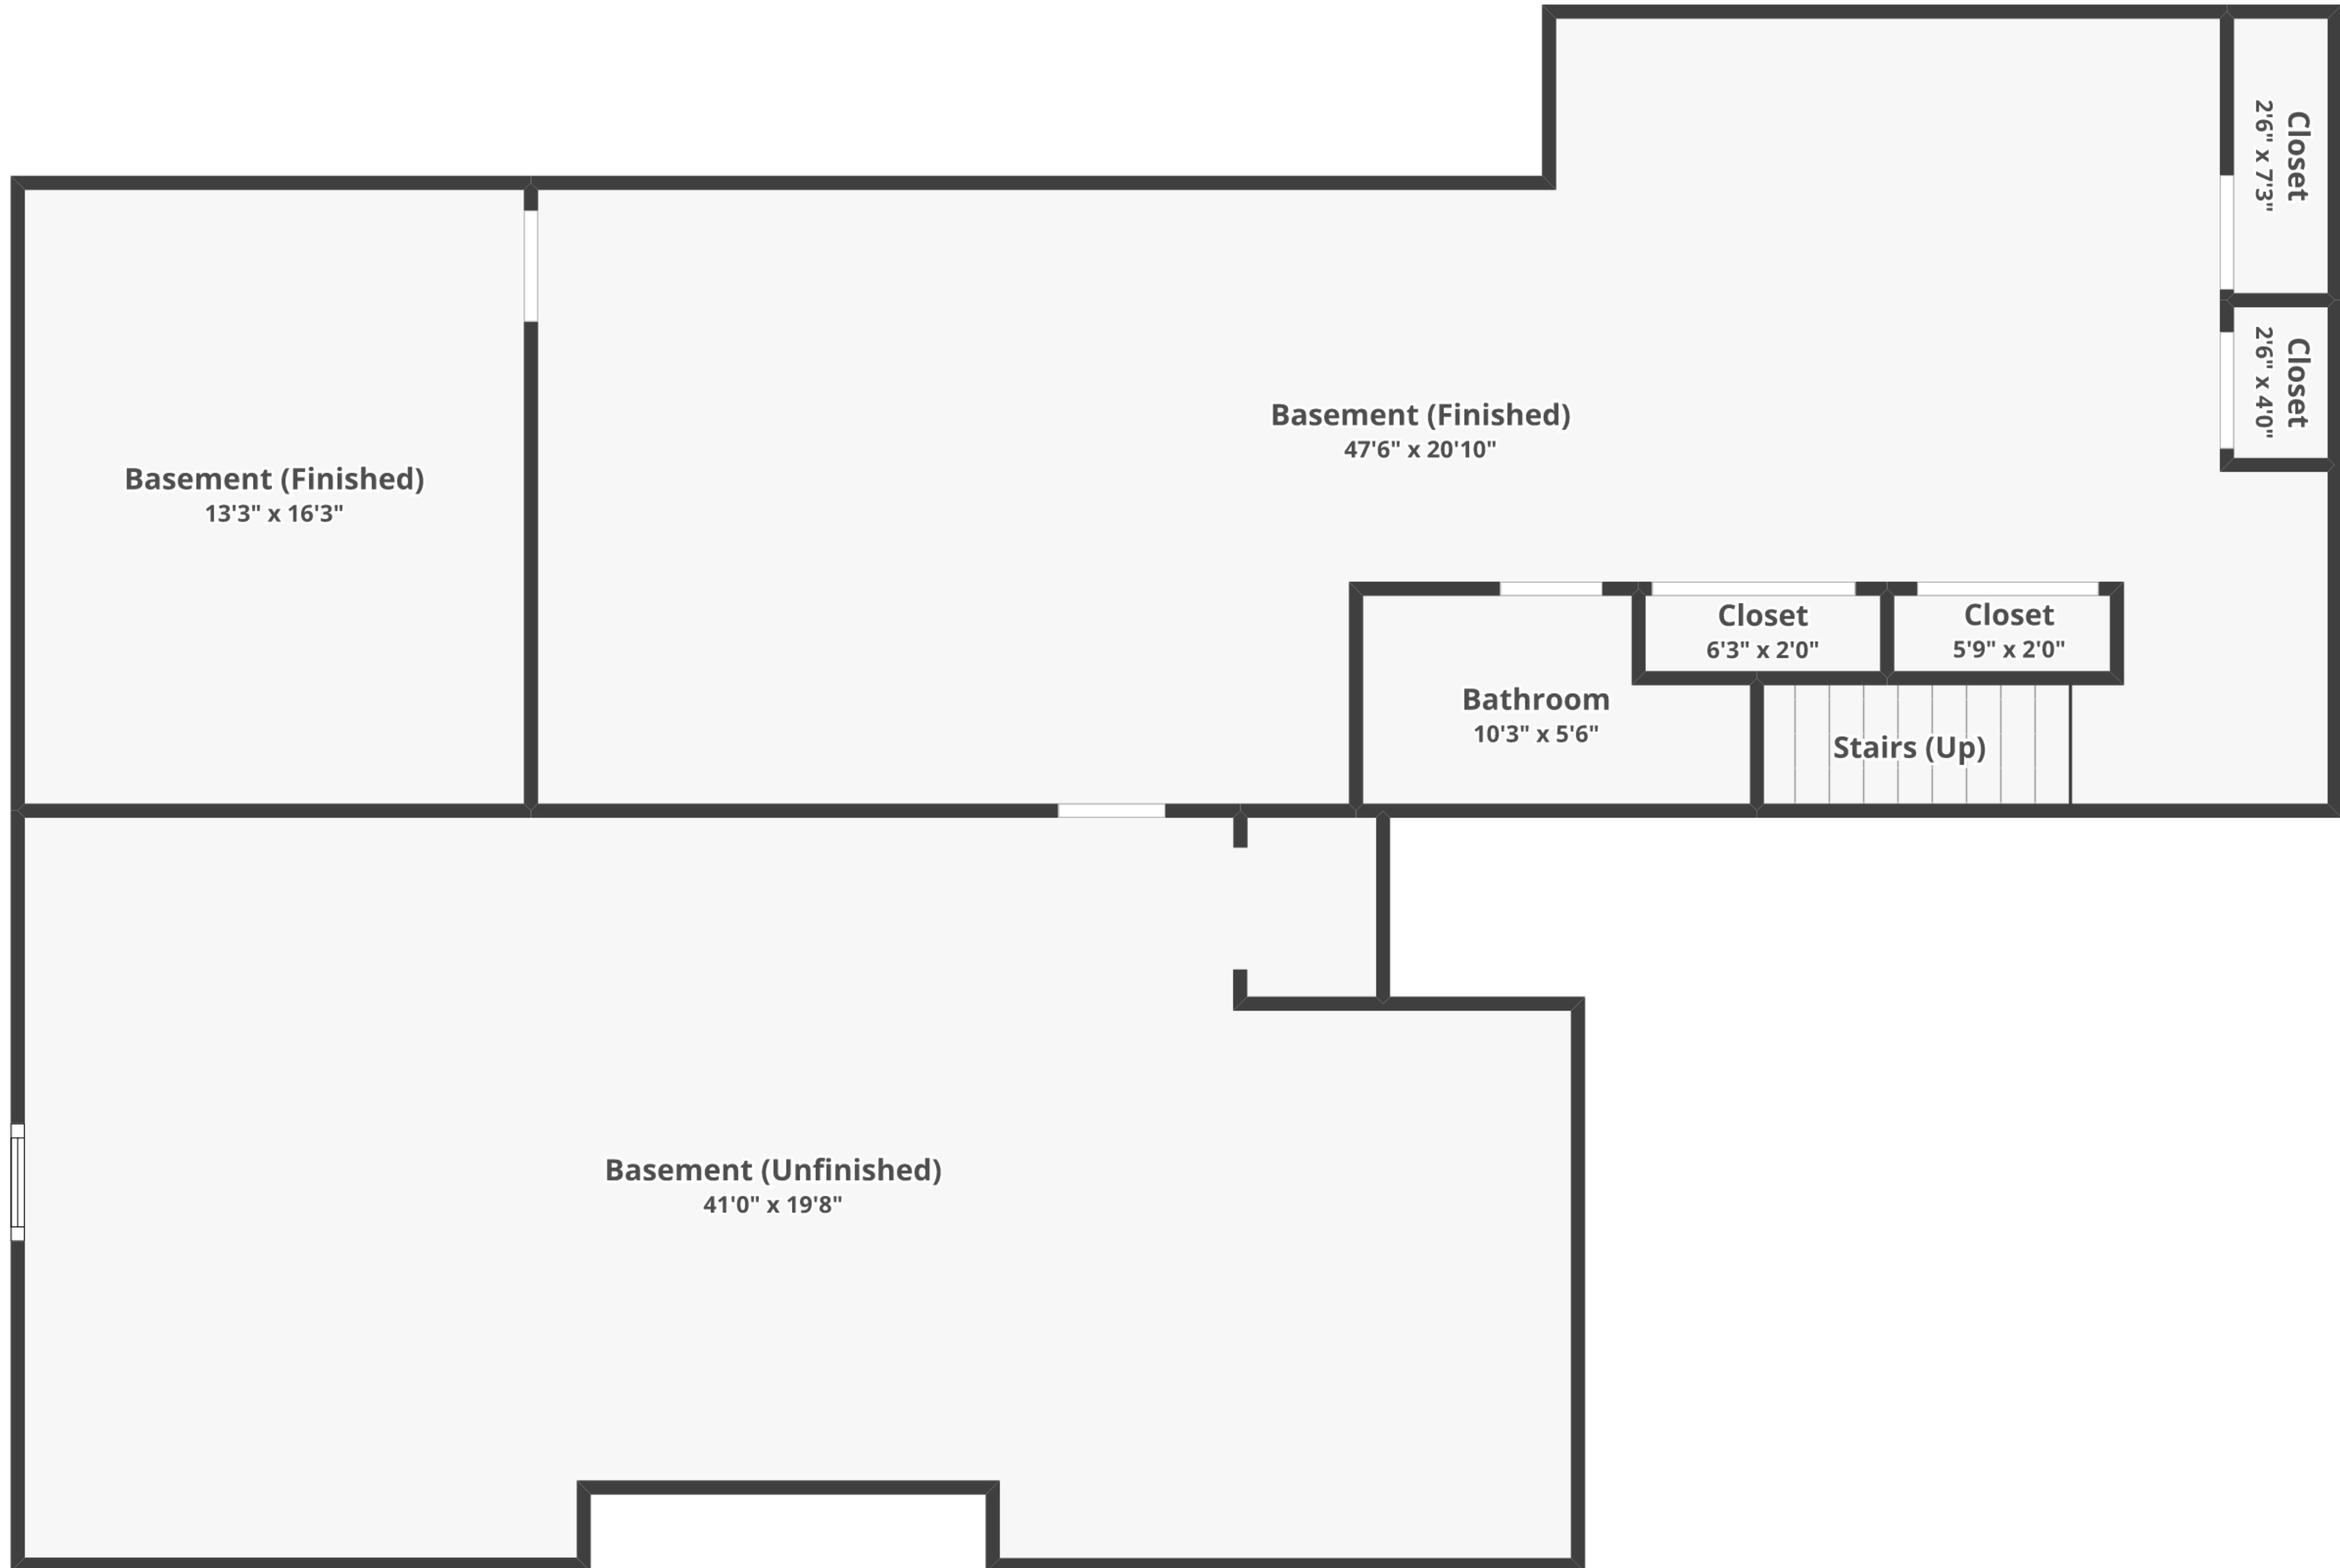 Closet
2'6" x 7'3"
Closet
2'6" x 4'0"
Basement (Finished)
47'6" x 20'10"
Basement (Finished)
13'3" x 16'3"
Closet
6'3" x 2'0"
Closet
5'9" x 2'0"
Bathroom
10'3" x 5'6"
Stairs (Up)
Basement (Unfinished)
41'0" x 19'8"